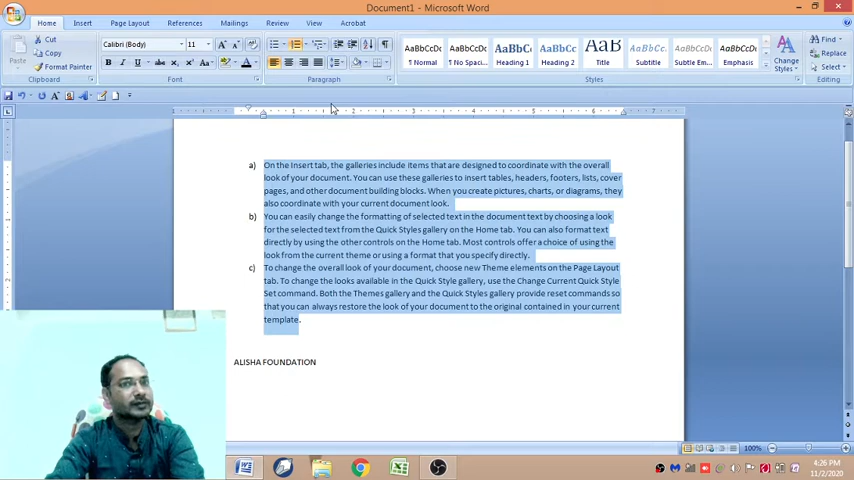 Document1 - Microsoft Word
Home Insert Page Layout References Mailings Review View Acrobat
Paste
Cut
Copy
Format Painter
Clipboard
Calibri (Body) 11
B I U abc X₂ X² Aa
Font
Paragraph
AaBbCcDc AaBbCcDc AaBbCc AaBbCc AaB AaBbCc AaBbCcDc AaBbCcDc
¶ Normal ¶ No Spaci... Heading 1 Heading 2 Title Subtitle Subtle Em... Emphasis
Change Styles
Styles
Find
Replace
Select
Editing
a) On the Insert tab, the galleries include items that are designed to coordinate with the overall
look of your document. You can use these galleries to insert tables, headers, footers, lists, cover
pages, and other document building blocks. When you create pictures, charts, or diagrams, they
also coordinate with your current document look.
b) You can easily change the formatting of selected text in the document text by choosing a look
for the selected text from the Quick Styles gallery on the Home tab. You can also format text
directly by using the other controls on the Home tab. Most controls offer a choice of using the
look from the current theme or using a format that you specify directly.
c) To change the overall look of your document, choose new Theme elements on the Page Layout
tab. To change the looks available in the Quick Style gallery, use the Change Current Quick Style
Set command. Both the Themes gallery and the Quick Styles gallery provide reset commands so
that you can always restore the look of your document to the original contained in your current
template.
ALISHA FOUNDATION
100%
4:26 PM
11/2/2020